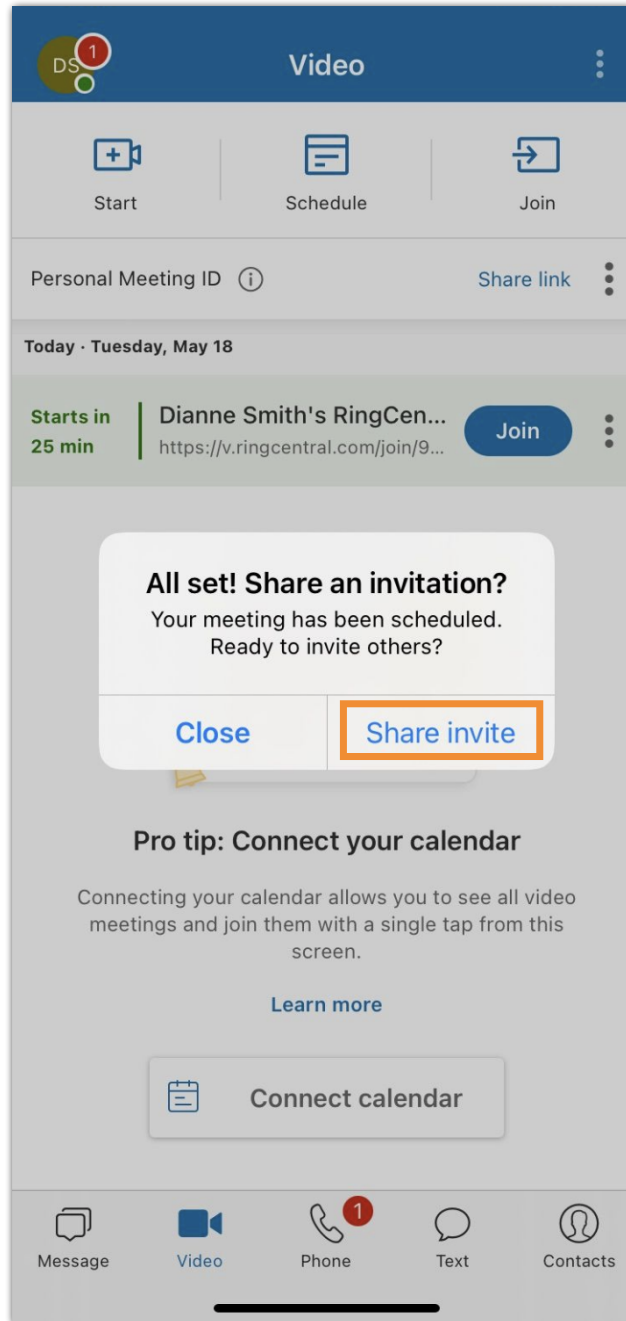 DS 1 Video
Start Schedule Join
Personal Meeting ID Share link
Today · Tuesday, May 18
Starts in
25 min
Dianne Smith's RingCen...
https://v.ringcentral.com/join/9...
Join
All set! Share an invitation?
Your meeting has been scheduled.
Ready to invite others?
Close Share invite
Pro tip: Connect your calendar
Connecting your calendar allows you to see all video
meetings and join them with a single tap from this
screen.
Learn more
Connect calendar
1
Message Video Phone Text Contacts